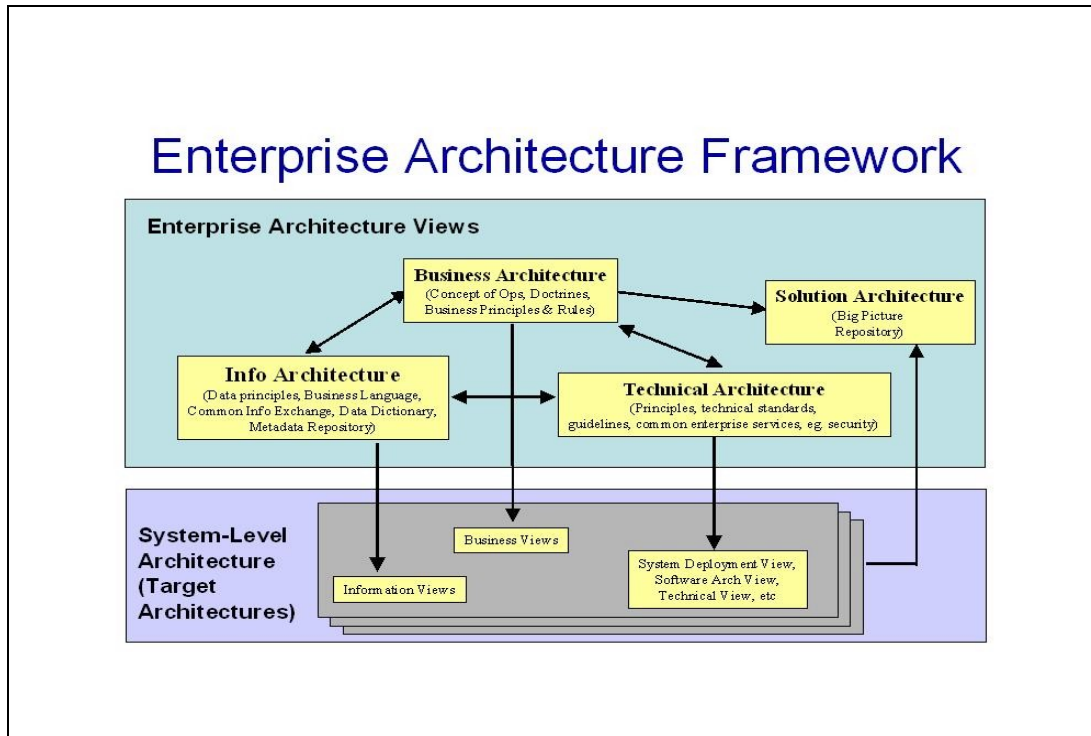 Enterprise Architecture Framework
Enterprise Architecture Views
Business Architecture
(Concept of Ops, Doctrines,
Business Principles & Rules)
Solution Architecture
(Big Picture
Repository)
Info Architecture
(Data principles, Business Language,
Common Info Exchange, Data Dictionary,
Metadata Repository)
Technical Architecture
(Principles, technical standards,
guidelines, common enterprise services, eg. security)
System-Level
Architecture
(Target
Architectures)
Business Views
Information Views
System Deployment View,
Software Arch View,
Technical View, etc